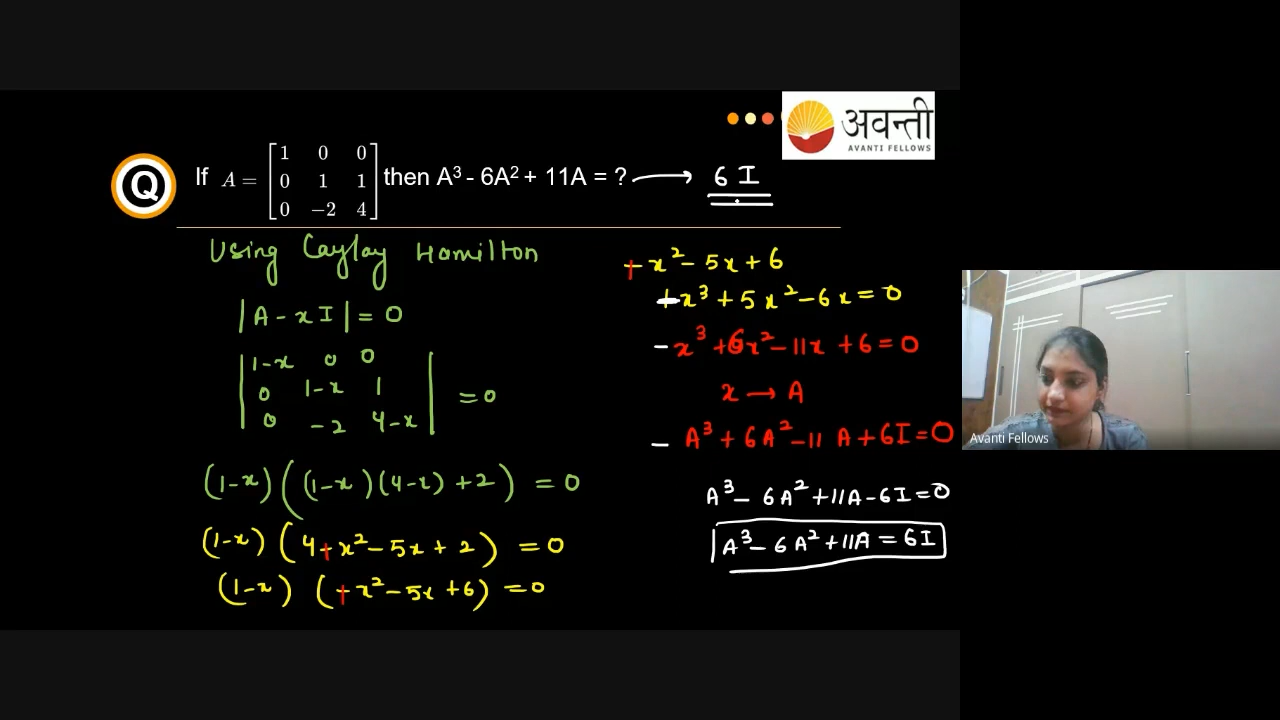 अवन्ती
AVANTI FELLOWS
Q If A = [1 0 0
0 1 1
0 -2 4] then A³ - 6A² + 11A = ? → 6 I
Using Caylay Hamilton
|A - xI| = 0
|1-x 0 0
0 1-x 1
0 -2 4-x| = 0
(1-x)((1-x)(4-x) + 2) = 0
(1-x)(4+x² - 5x + 2) = 0
(1-x)(+x² - 5x + 6) = 0
+x² - 5x + 6
-x³ + 5x² - 6x = 0
-x³ + 6x² - 11x + 6 = 0
x → A
- A³ + 6A² - 11A + 6I = 0
A³ - 6A² + 11A - 6I = 0
A³ - 6A² + 11A = 6I
Avanti Fellows